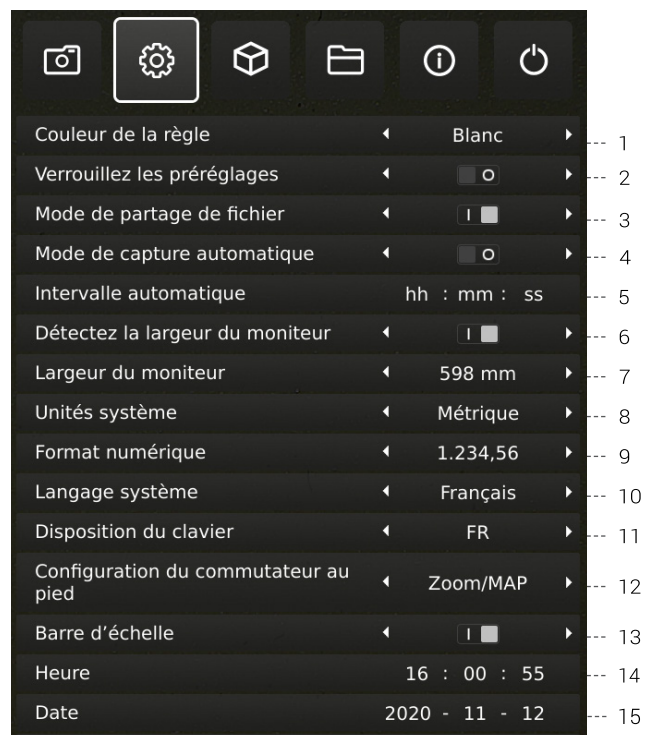 Couleur de la règle Blanc --- 1
Verrouillez les préréglages O --- 2
Mode de partage de fichier I --- 3
Mode de capture automatique O --- 4
Intervalle automatique hh : mm : ss --- 5
Détectez la largeur du moniteur I --- 6
Largeur du moniteur 598 mm --- 7
Unités système Métrique --- 8
Format numérique 1.234,56 --- 9
Langage système Français --- 10
Disposition du clavier FR --- 11
Configuration du commutateur au
pied Zoom/MAP --- 12
Barre d’échelle I --- 13
Heure 16 : 00 : 55 --- 14
Date 2020 - 11 - 12 --- 15